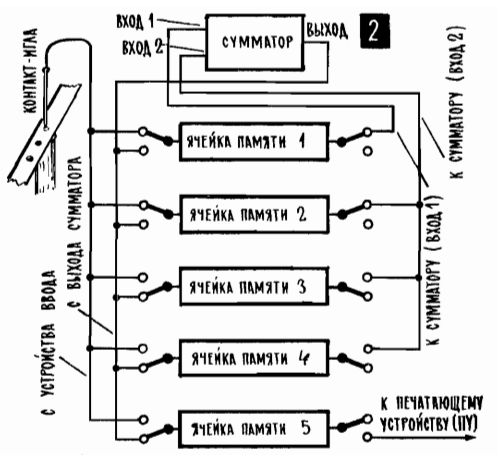 ВХОД 1
ВХОД 2
СУММАТОР
ВЫХОД
2
КОНТАКТ-ИГЛА
К СУММАТОРУ (ВХОД 2)
ЯЧЕЙКА ПАМЯТИ 1
ЯЧЕЙКА ПАМЯТИ 2
ЯЧЕЙКА ПАМЯТИ 3
ЯЧЕЙКА ПАМЯТИ 4
ЯЧЕЙКА ПАМЯТИ 5
С УСТРОЙСТВА ВВОДА
С ВЫХОДА СУММАТОРА
К СУММАТОРУ (ВХОД 1)
К ПЕЧАТАЮЩЕМУ
УСТРОЙСТВУ (ПУ)